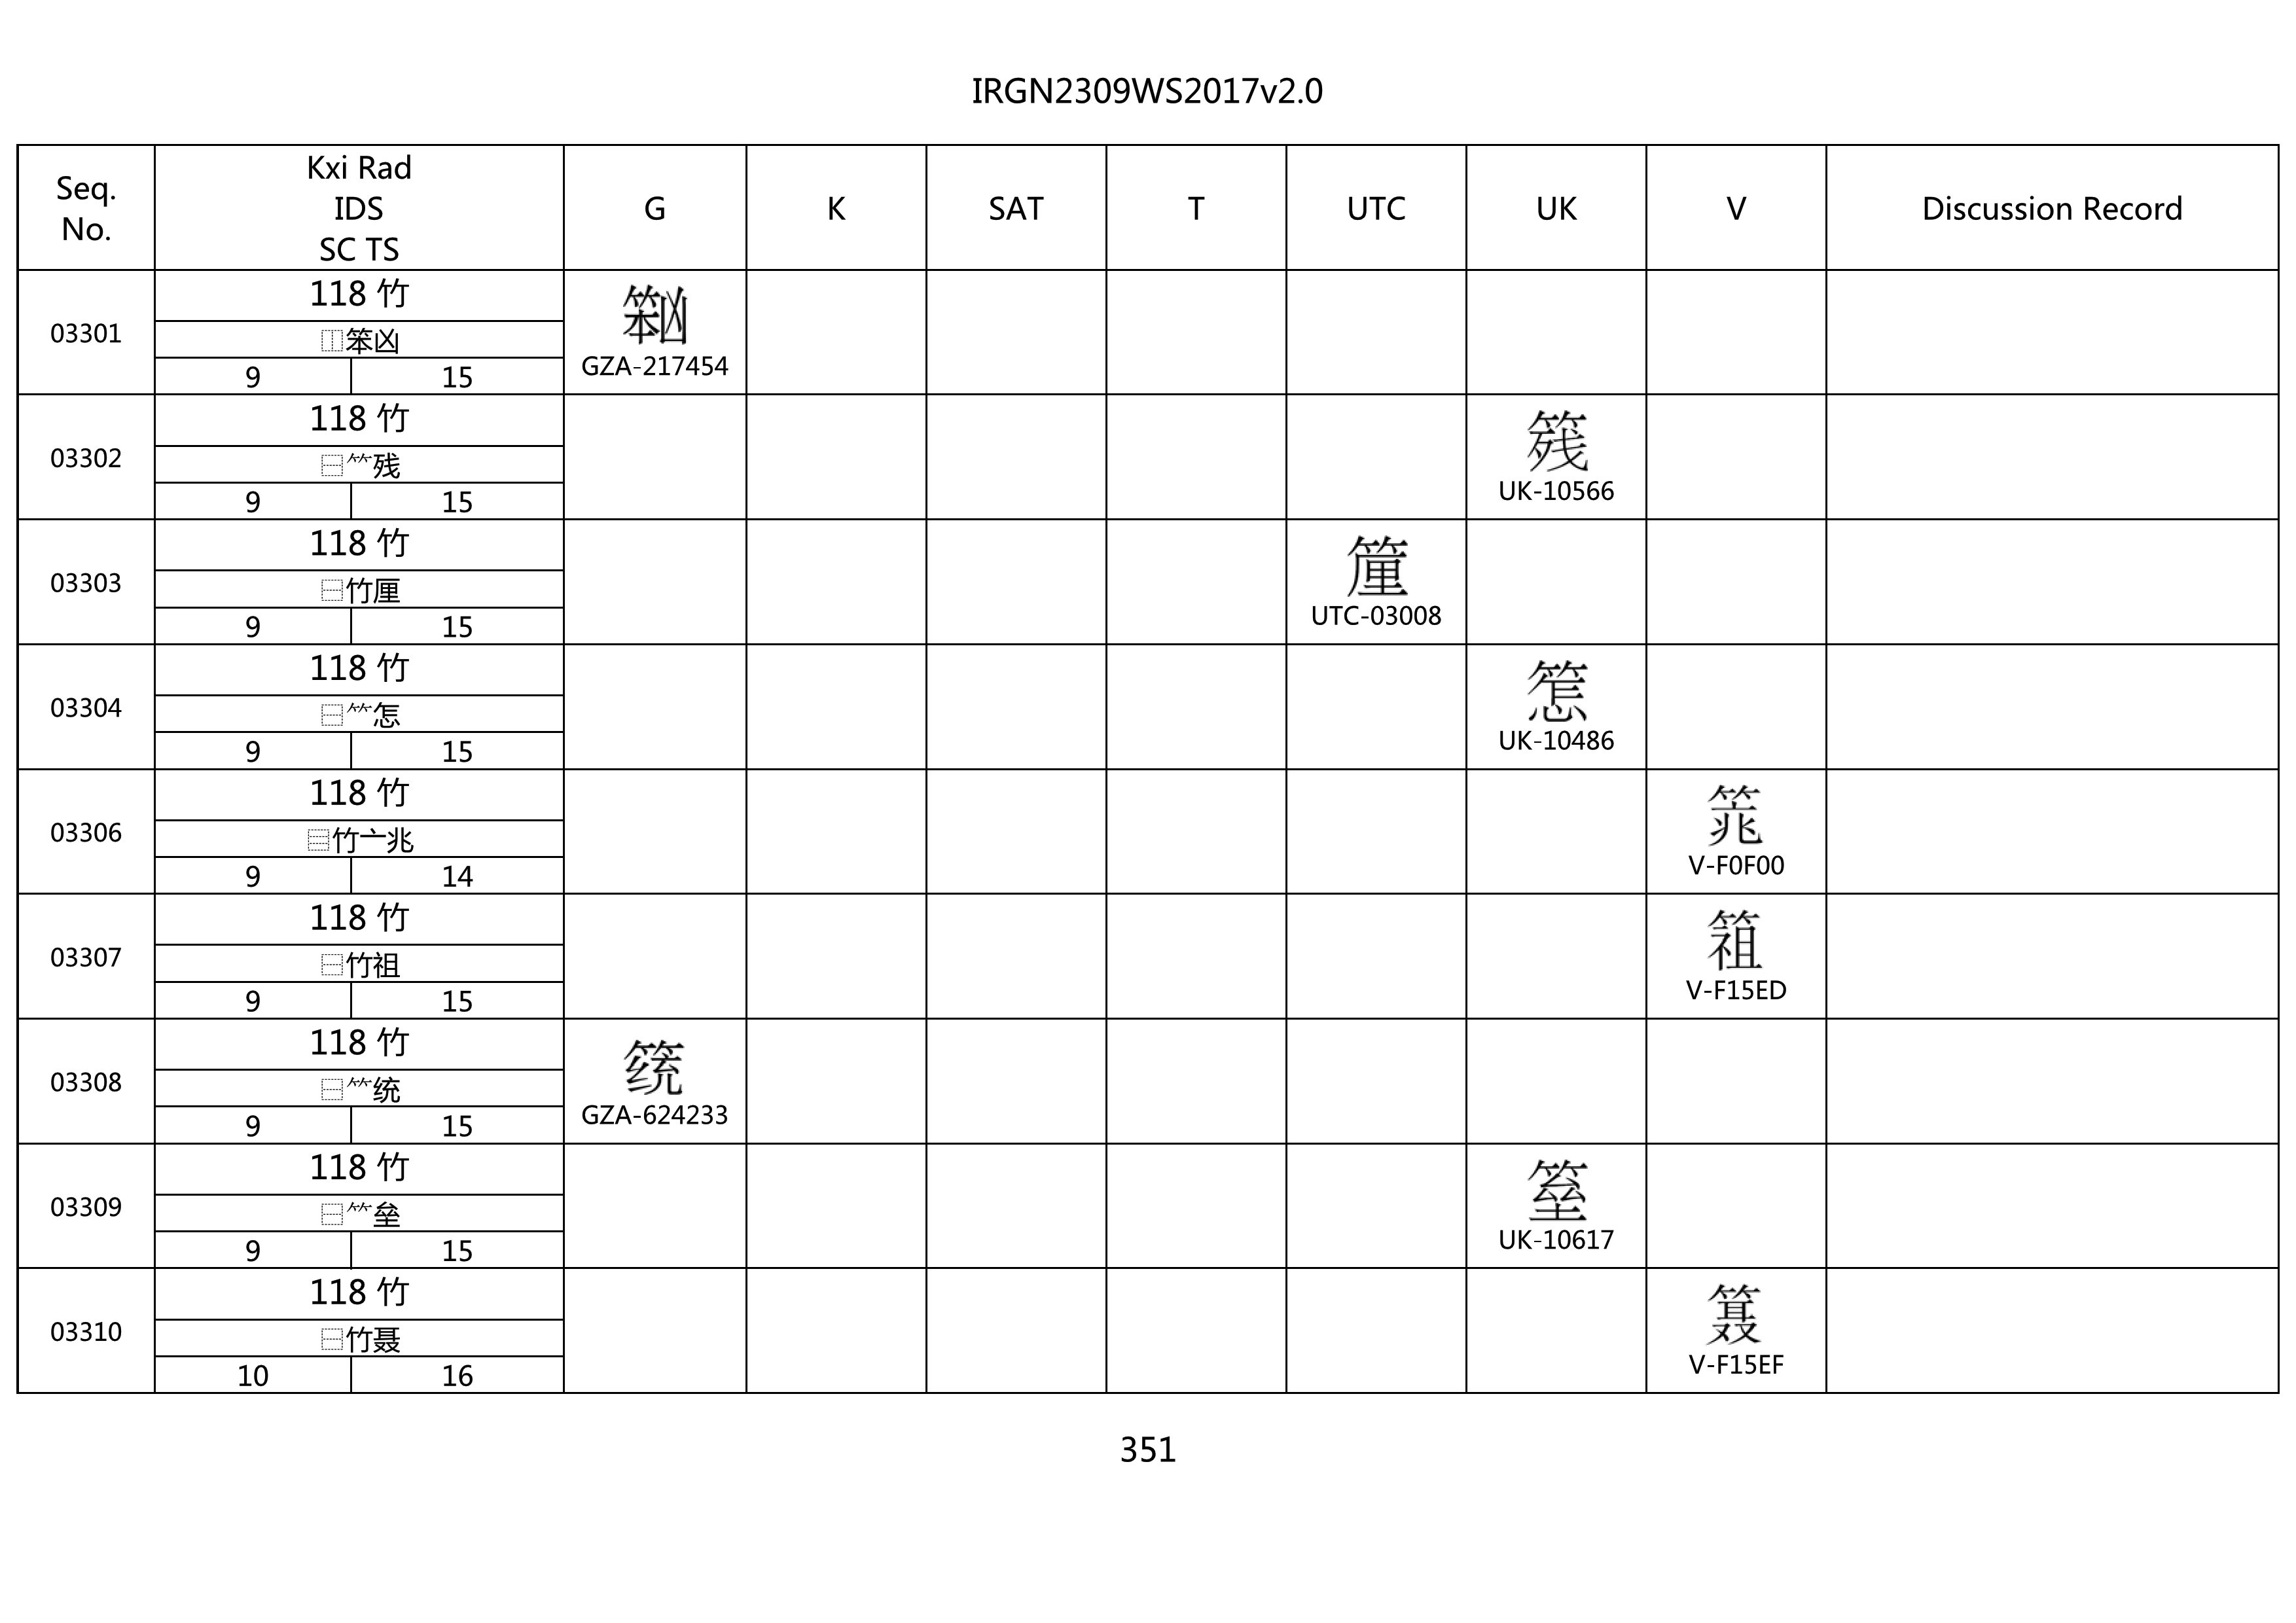 IRGN2309WS2017v2.0
Seq. No. | Kxi Rad IDS SC TS | G | K | SAT | T | UTC | UK | V | Discussion Record
03301
118 竹
⿰笨凶
9 15
GZA-217454
03302
118 竹
⿱⺮残
9 15
UK-10566
03303
118 竹
⿱竹厘
9 15
UTC-03008
03304
118 竹
⿱⺮怎
9 15
UK-10486
03306
118 竹
⿳竹亠兆
9 14
V-F0F00
03307
118 竹
⿱竹祖
9 15
V-F15ED
03308
118 竹
⿱⺮统
9 15
GZA-624233
03309
118 竹
⿱⺮垒
9 15
UK-10617
03310
118 竹
⿱竹聂
10 16
V-F15EF
351